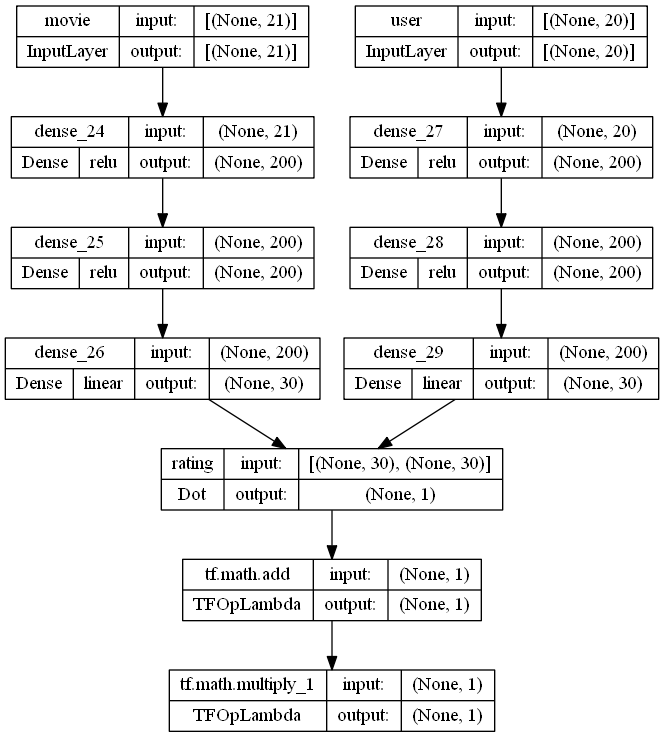 movie input: [(None, 21)]
InputLayer output: [(None, 21)]
user input: [(None, 20)]
InputLayer output: [(None, 20)]
dense_24 input: (None, 21)
Dense relu output: (None, 200)
dense_27 input: (None, 20)
Dense relu output: (None, 200)
dense_25 input: (None, 200)
Dense relu output: (None, 200)
dense_28 input: (None, 200)
Dense relu output: (None, 200)
dense_26 input: (None, 200)
Dense linear output: (None, 30)
dense_29 input: (None, 200)
Dense linear output: (None, 30)
rating input: [(None, 30), (None, 30)]
Dot output: (None, 1)
tf.math.add input: (None, 1)
TFOpLambda output: (None, 1)
tf.math.multiply_1 input: (None, 1)
TFOpLambda output: (None, 1)